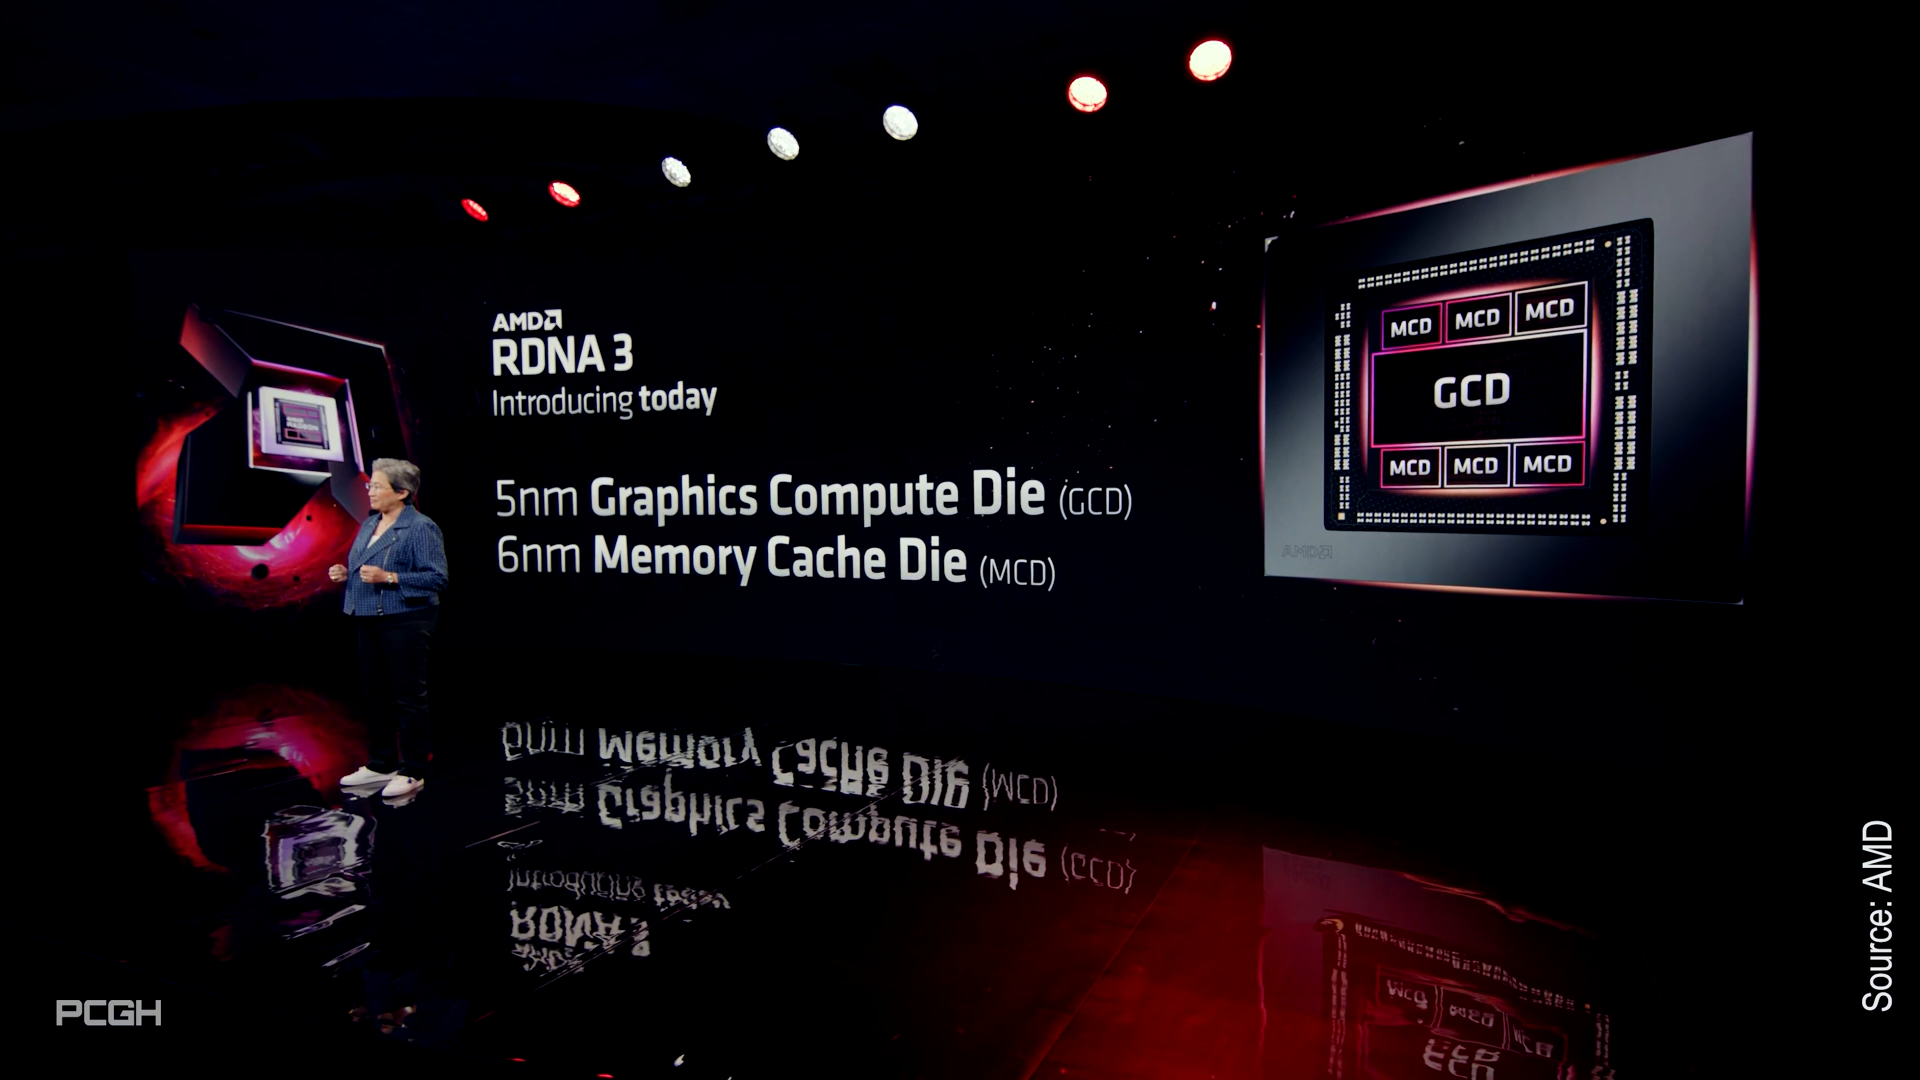 AMD
RDNA 3
Introducing today
5nm Graphics Compute Die (GCD)
6nm Memory Cache Die (MCD)
MCD MCD MCD
GCD
MCD MCD MCD
AMD
Source: AMD
PCGH